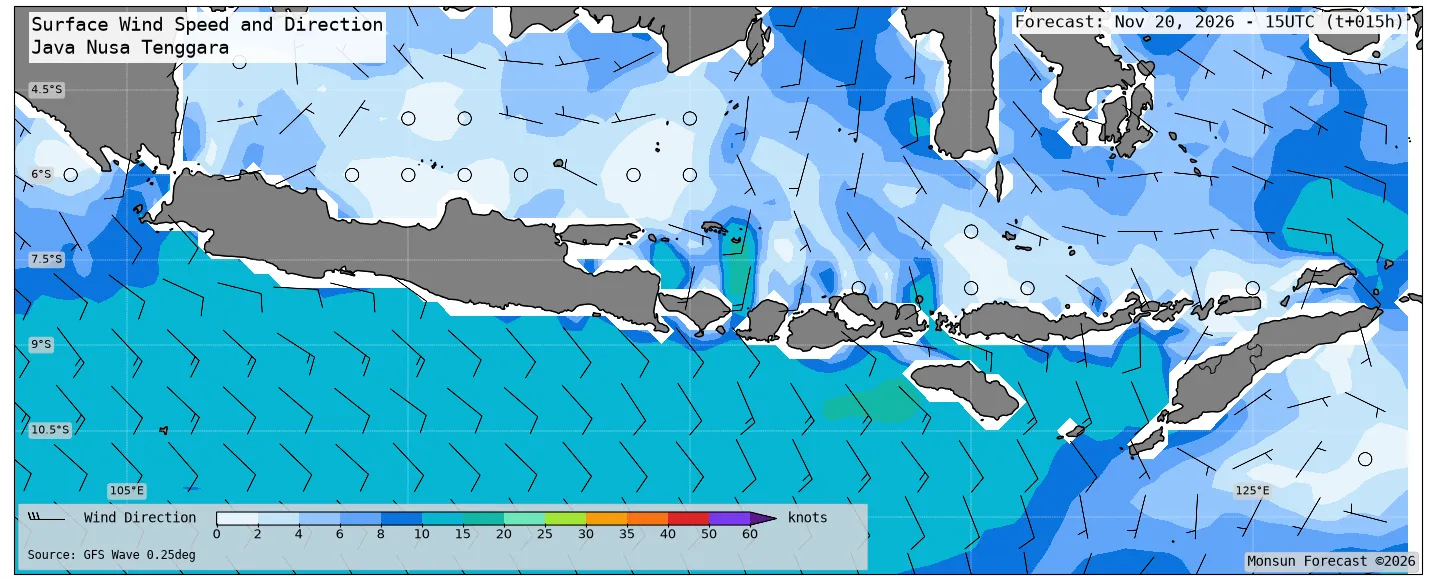 Surface Wind Speed and Direction
Java Nusa Tenggara
Forecast: Nov 20, 2026 - 15UTC (t+015h)
4.5°S
6°S
7.5°S
9°S
10.5°S
105°E
125°E
Wind Direction
0 2 4 6 8 10 15 20 25 30 35 40 50 60
knots
Source: GFS Wave 0.25deg
Monsun Forecast ©2026